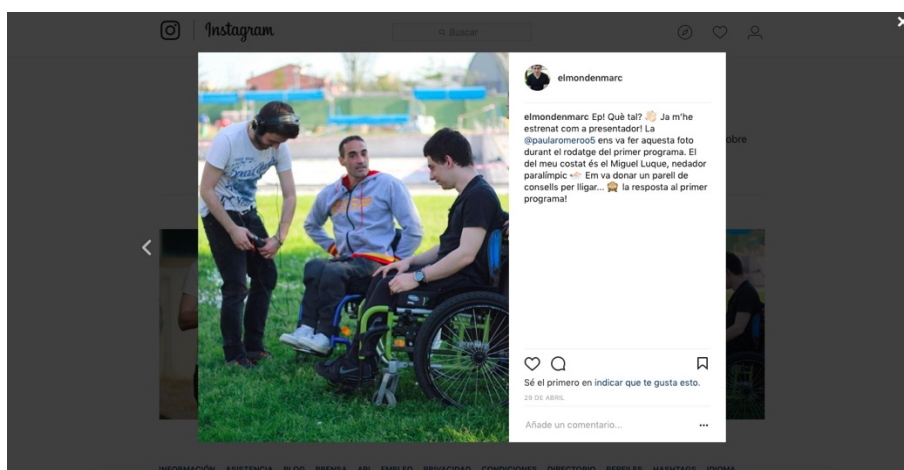 Instagram
Buscar
elmondenmarc
elmondenmarc Ep! Què tal? 👋🏻 Ja m'he
estrenat com a presentador! La
@paularomeroo5 ens va fer aquesta foto
durant el rodatge del primer programa. El
del meu costat és el Miguel Luque, nedador
paralímpic Em va donar un parell de
consells per lligar... 🙈 la resposta al primer
programa!
obre
Sé el primero en indicar que te gusta esto.
29 DE ABRIL
Añade un comentario...
INFORMACIÓN ASISTENCIA BLOG PRENSA API EMPLEO PRIVACIDAD CONDICIONES DIRECTORIO PERFILES HASHTAGS IDIOMA